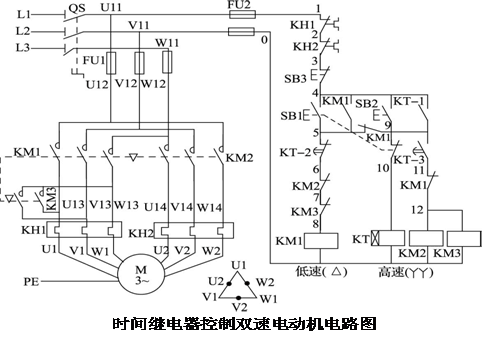 L1 QS U11 FU2 1
L2 V11 0 KH1
L3 W11 2
FU1 KH2
U12 V12 W12 3
SB3
4
SB1 KM1 SB2 KT-1
9
5 KM1
KM1 KM2 KT-2 KT-3
10 11
6 KM1
KM3 KM2
U13 V13 W13 U14 V14 W14 7 12
KM3
KH1 KH2 8
U1 V1 W1 U2 V2 W2 KM1 KT KM2 KM3
M
3~
U1 低速(△) 高速(YY)
PE U2 W2
V1 W1
V2
时间继电器控制双速电动机电路图